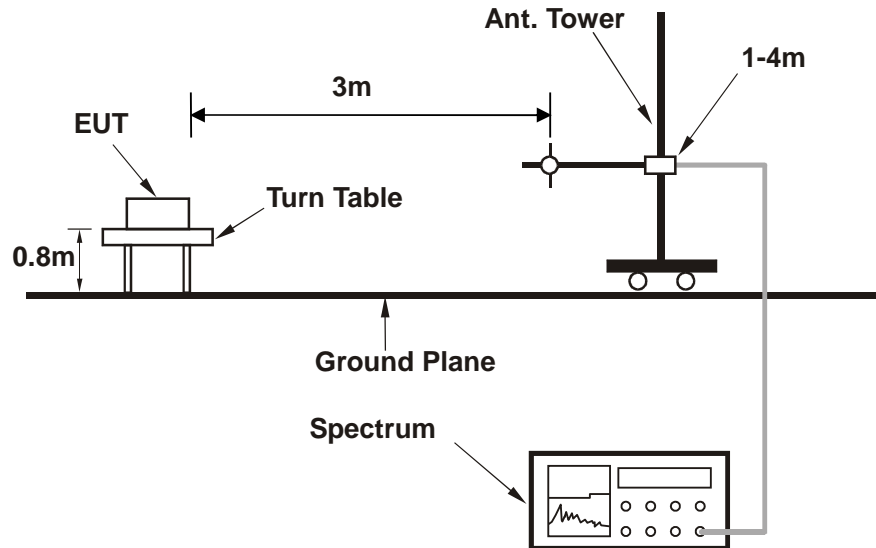 Ant. Tower
1-4m
3m
EUT
Turn Table
0.8m
Ground Plane
Spectrum